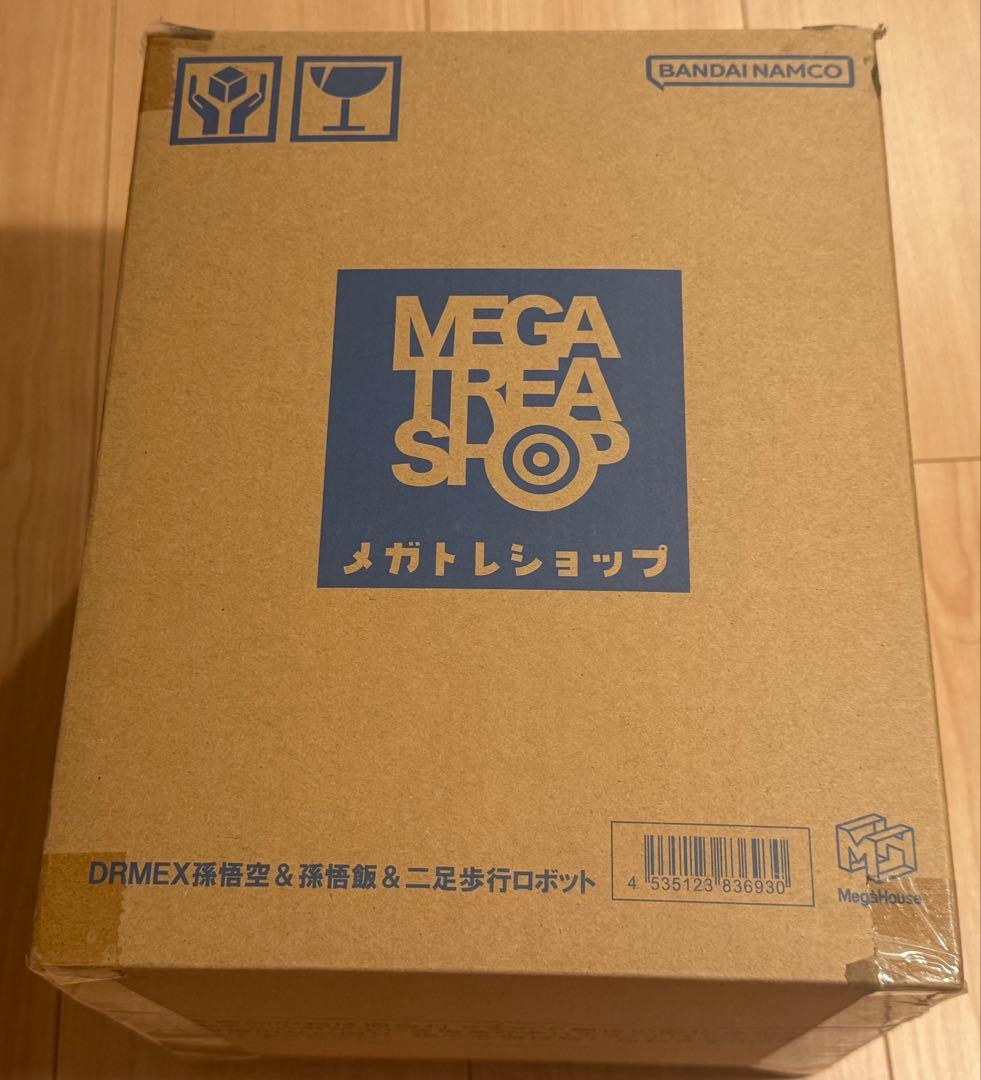 BANDAI NAMCO
MEGA
TREA
SHOP
メガトレショップ
DRMEX孫悟空&孫悟飯&二足歩行ロボット
4 535123 836930
MegaHouse